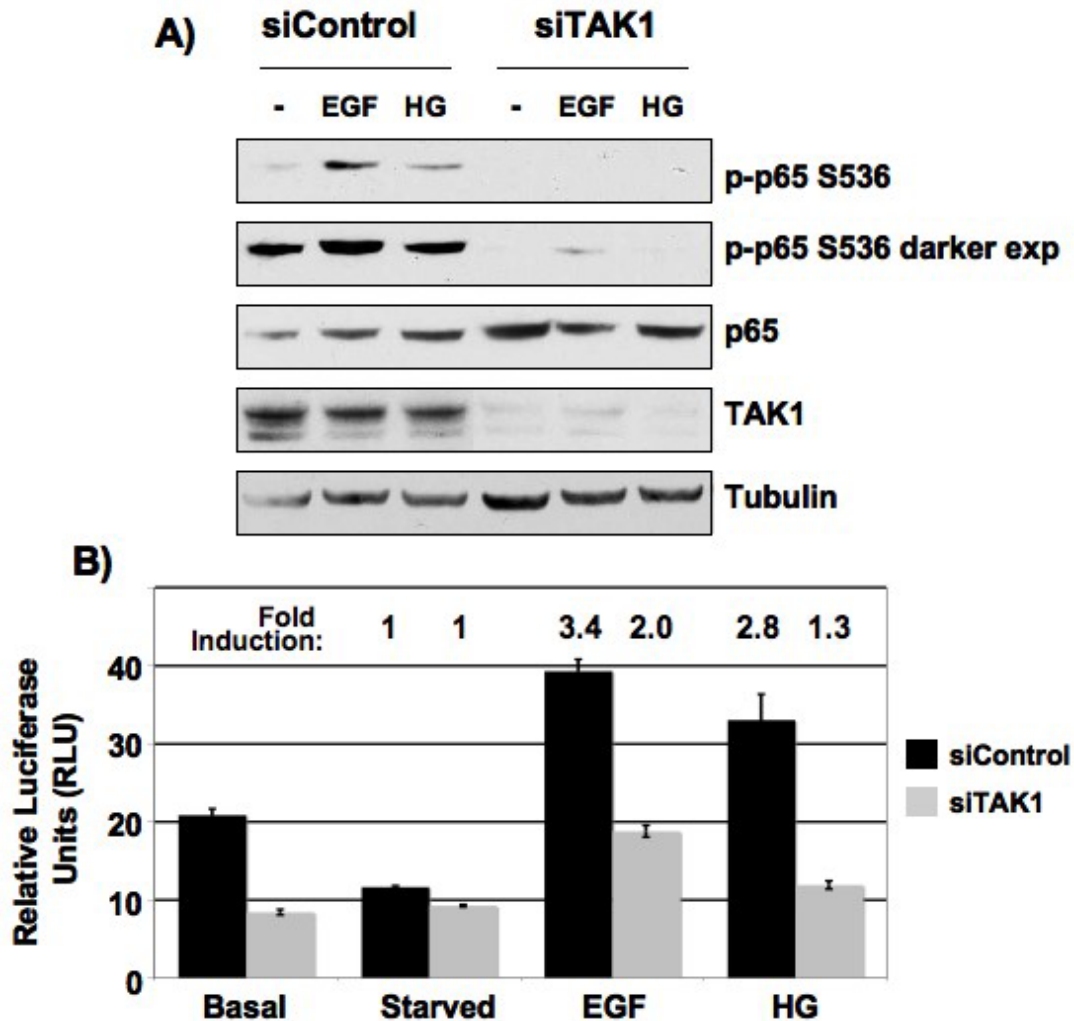 A)
siControl siTAK1
- EGF HG - EGF HG
p-p65 S536
p-p65 S536 darker exp
p65
TAK1
Tubulin
B)
Fold
Induction:
1 1 3.4 2.0 2.8 1.3
Relative Luciferase
Units (RLU)
40
30
20
10
0
siControl
siTAK1
Basal Starved EGF HG